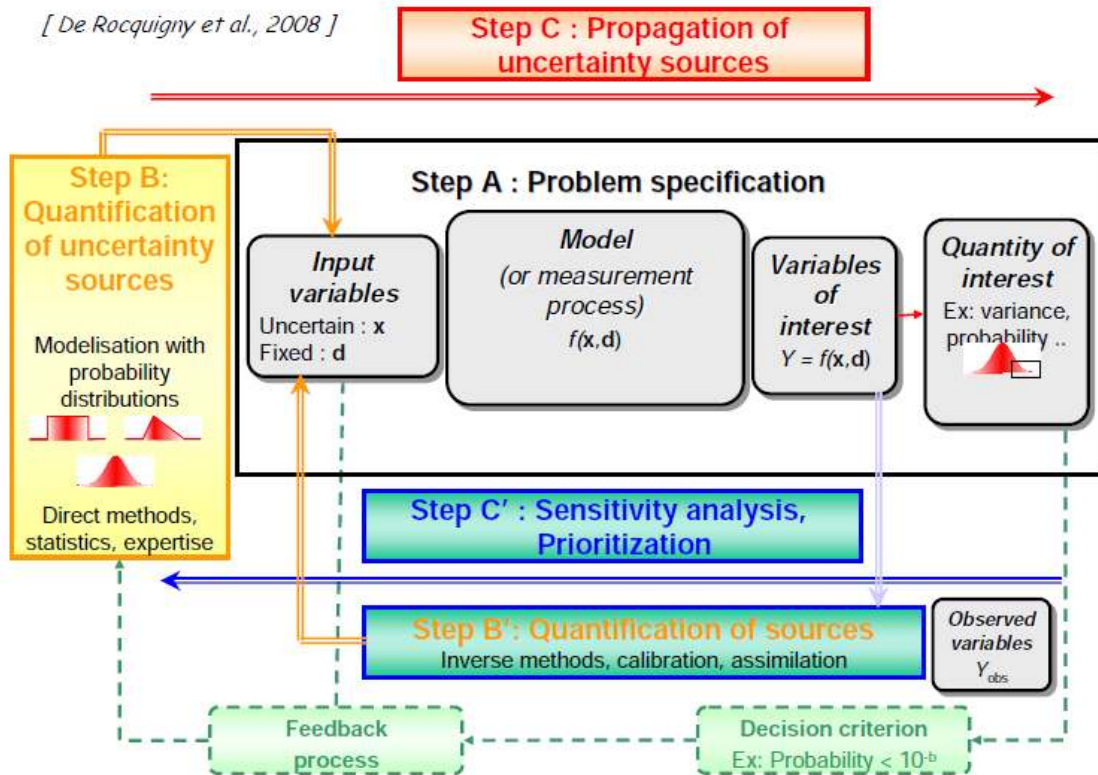 [ De Rocquigny et al., 2008 ]
Step C : Propagation of
uncertainty sources
Step B:
Quantification
of uncertainty
sources
Modelisation with
probability
distributions
Direct methods,
statistics, expertise
Step A : Problem specification
Input
variables
Uncertain : x
Fixed : d
Model
(or measurement
process)
f(x,d)
Variables
of
interest
Y = f(x,d)
Quantity of
interest
Ex: variance,
probability ..
Step C' : Sensitivity analysis,
Prioritization
Step B': Quantification of sources
Inverse methods, calibration, assimilation
Observed
variables
Yobs
Feedback
process
Decision criterion
Ex: Probability < 10-b